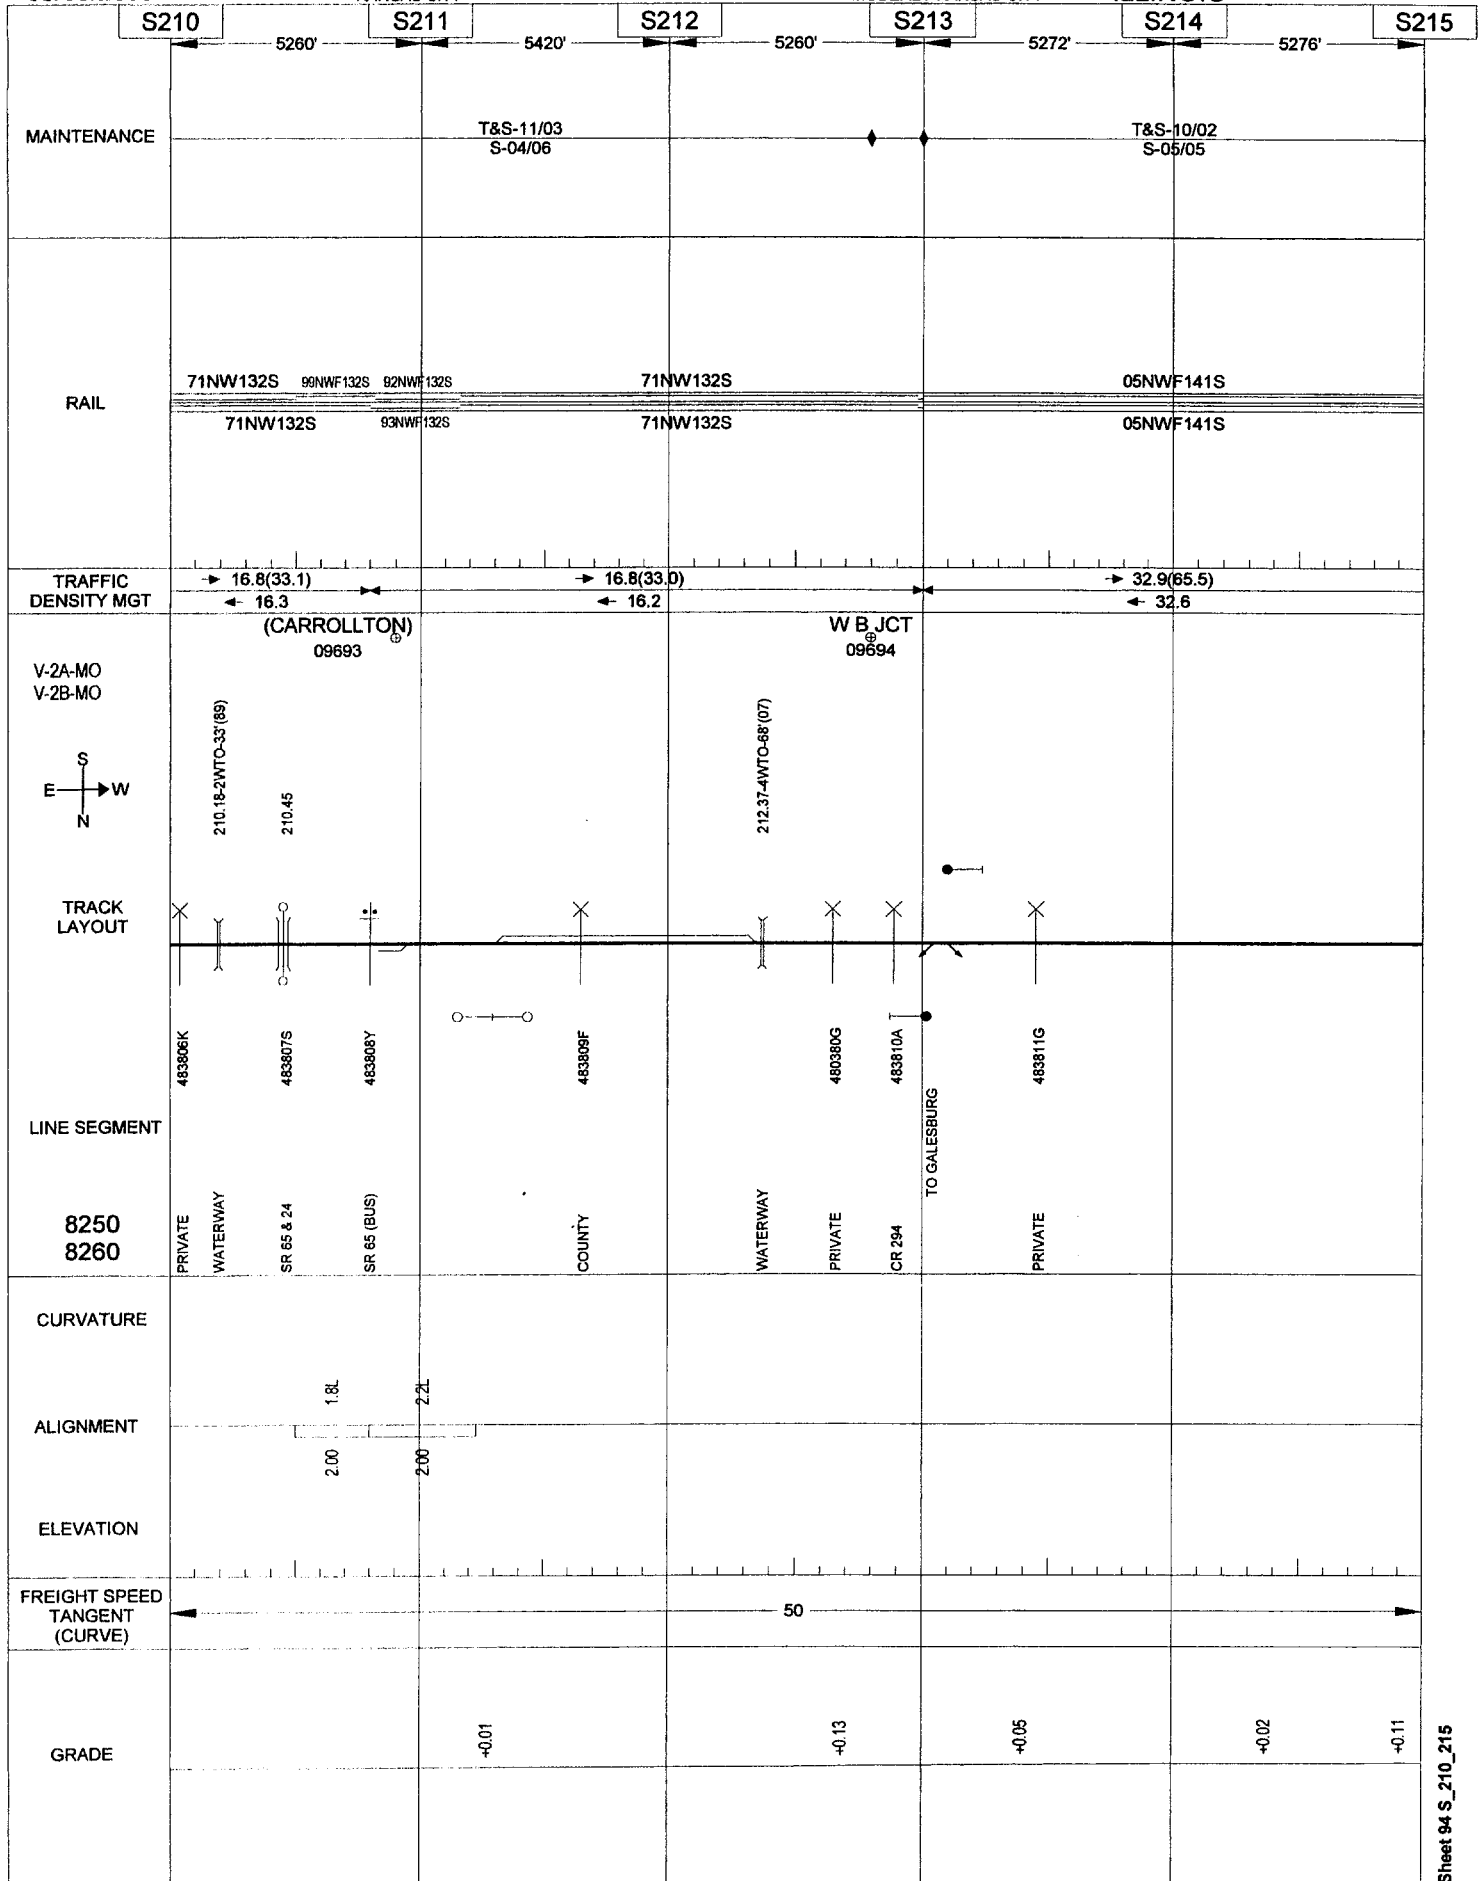 S210 S211 S212 S213 S214 S215
5260' 5420' 5260' 5272' 5276'
MAINTENANCE
T&S-11/03
S-04/06
T&S-10/02
S-05/05
RAIL
71NW132S 99NWF132S 92NWF132S 71NW132S 05NWF141S
71NW132S 93NWF132S 71NW132S 05NWF141S
TRAFFIC
DENSITY MGT
16.8(33.1) 16.8(33.0) 32.9(65.5)
16.3 16.2 32.6
(CARROLLTON)
09693
W B JCT
09694
V-2A-MO
V-2B-MO
S
E W
N
210.18-2WTO-33'(89)
210.45
212.37-4WTO-68'(07)
TRACK
LAYOUT
483806K
483807S
483808Y
483809F
480380G
483810A
483811G
LINE SEGMENT
TO GALESBURG
8250
8260
PRIVATE
WATERWAY
SR 65 & 24
SR 65 (BUS)
COUNTY
WATERWAY
PRIVATE
CR 294
PRIVATE
CURVATURE
1.8L
2.2L
ALIGNMENT
2.00
2.00
ELEVATION
FREIGHT SPEED
TANGENT
(CURVE)
50
GRADE
+0.01
+0.13
+0.05
+0.02
+0.11
Sheet 94 S_210_215